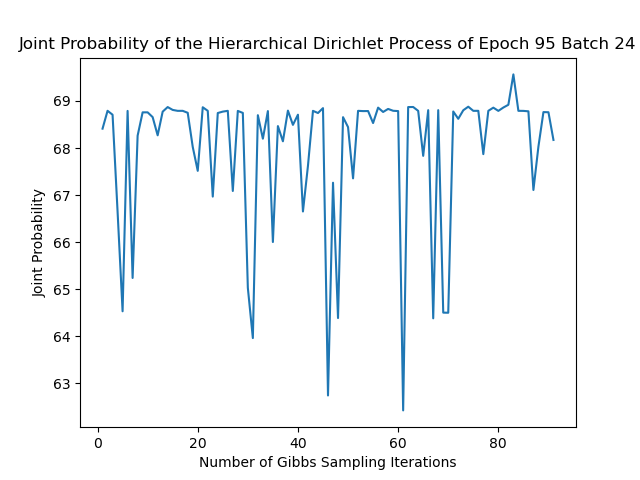 Joint Probability of the Hierarchical Dirichlet Process of Epoch 95 Batch 24
69
68
67
66
65
64
63
Joint Probability
0 20 40 60 80
Number of Gibbs Sampling Iterations